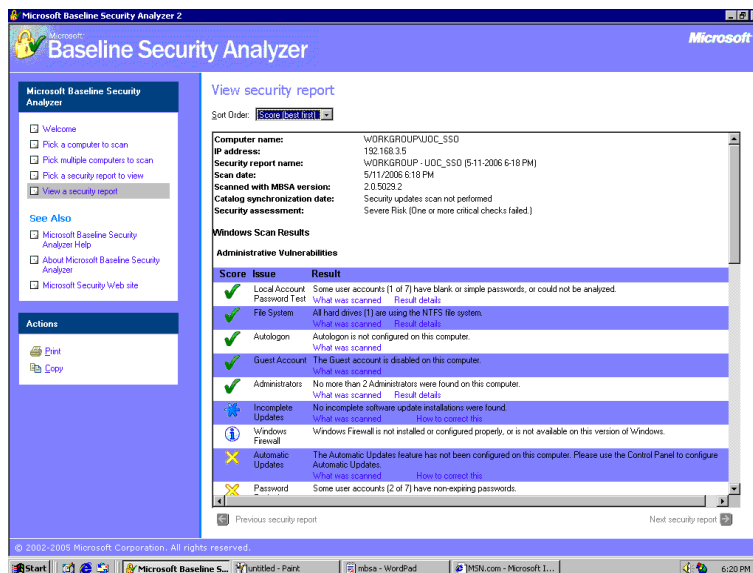 Microsoft Baseline Security Analyzer 2
Microsoft
Baseline Security Analyzer
Microsoft
Microsoft Baseline Security
Analyzer
Welcome
Pick a computer to scan
Pick multiple computers to scan
Pick a security report to view
View a security report
See Also
Microsoft Baseline Security
Analyzer Help
About Microsoft Baseline Security
Analyzer
Microsoft Security Web site
Actions
Print
Copy
View security report
Sort Order: Score (best first)
Computer name: WORKGROUP\UOC_SSO
IP address: 192.168.3.5
Security report name: WORKGROUP - UOC_SSO (5-11-2006 6-18 PM)
Scan date: 5/11/2006 6:18 PM
Scanned with MBSA version: 2.0.5029.2
Catalog synchronization date: Security updates scan not performed
Security assessment: Severe Risk (One or more critical checks failed.)
Windows Scan Results
Administrative Vulnerabilities
Score Issue Result
Local Account Some user accounts (1 of 7) have blank or simple passwords, or could not be analyzed.
Password Test What was scanned Result details
File System All hard drives (1) are using the NTFS file system.
What was scanned Result details
Autologon Autologon is not configured on this computer.
What was scanned
Guest Account The Guest account is disabled on this computer.
What was scanned
Administrators No more than 2 Administrators were found on this computer.
What was scanned Result details
Incomplete No incomplete software update installations were found.
Updates What was scanned How to correct this
Windows Windows Firewall is not installed or configured properly, or is not available on this version of Windows.
Firewall
Automatic The Automatic Updates feature has not been configured on this computer. Please use the Control Panel to configure
Updates Automatic Updates.
What was scanned How to correct this
Password Some user accounts (2 of 7) have non-expiring passwords.
Previous security report Next security report
© 2002-2005 Microsoft Corporation. All rights reserved.
Start Microsoft Baseline S... untitled - Paint mbsa - WordPad MSN.com - Microsoft I... 6:20 PM